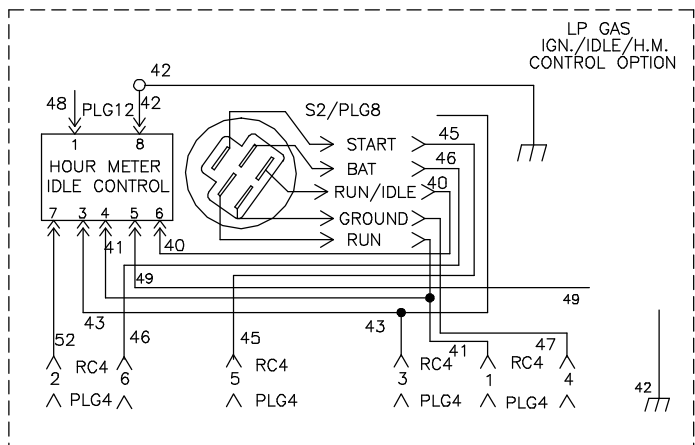 LP GAS
IGN./IDLE/H.M.
CONTROL OPTION
42
48
PLG12
42
S2/PLG8
1
8
START
45
HOUR METER
IDLE CONTROL
BAT
46
RUN/IDLE
40
GROUND
RUN
7
3
4
5
6
41
40
49
49
43
43
52
46
45
41
47
42
2
RC4
6
5
RC4
3
RC4
1
RC4
4
PLG4
PLG4
PLG4
PLG4